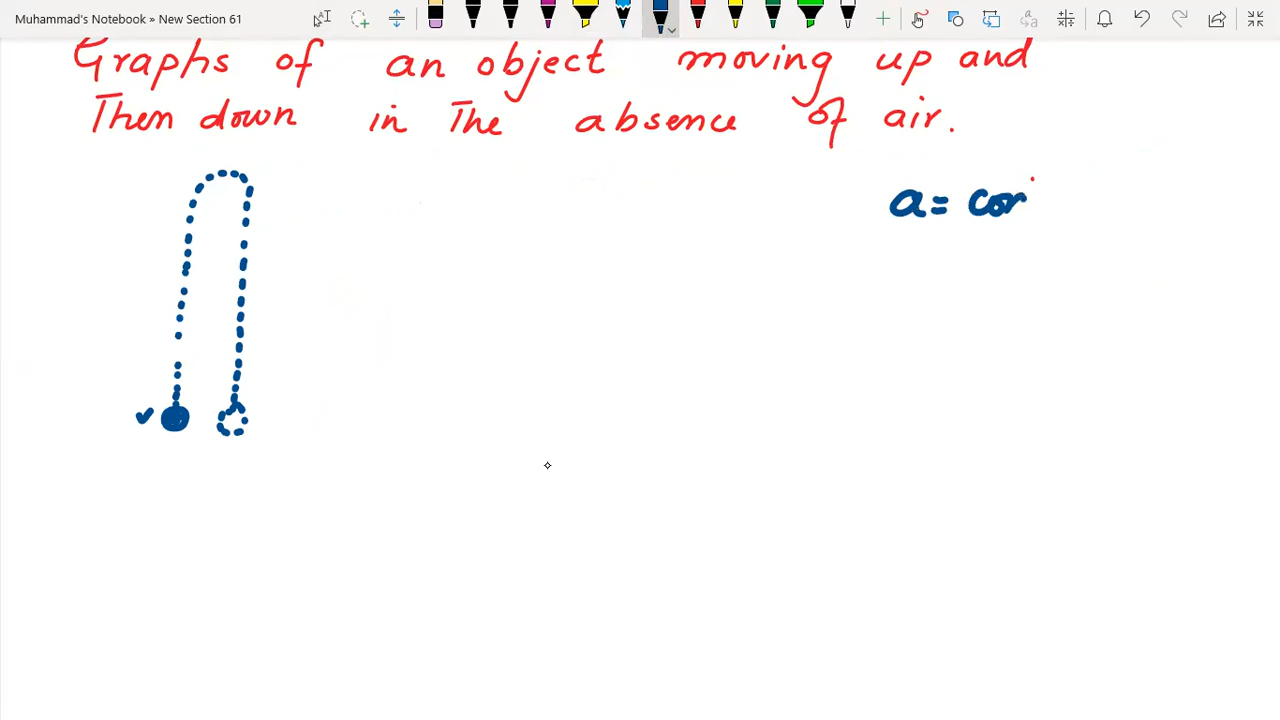 Muhammad's Notebook » New Section 61
Graphs of an object moving up and
Then down in The absence of air.
a = cor